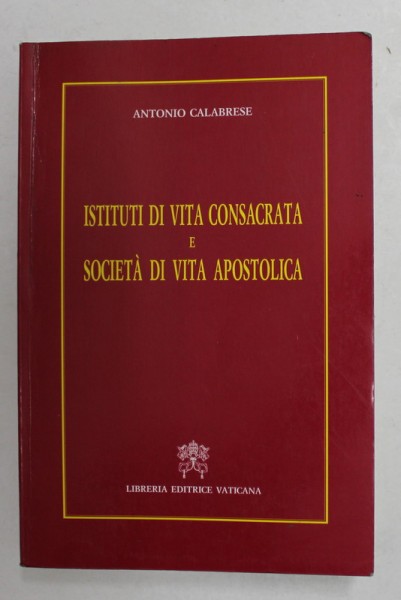 ANTONIO CALABRESE
ISTITUTI DI VITA CONSACRATA
E
SOCIETÀ DI VITA APOSTOLICA
LIBRERIA EDITRICE VATICANA